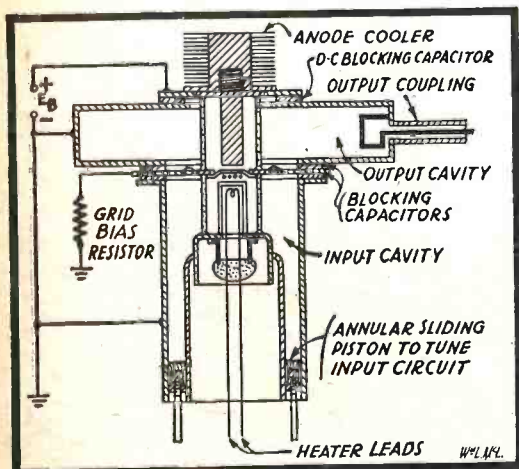 ANODE COOLER
D-C BLOCKING CAPACITOR
OUTPUT COUPLING
+
E_B
-
OUTPUT CAVITY
BLOCKING
CAPACITORS
GRID
BIAS
RESISTOR
INPUT CAVITY
ANNULAR SLIDING
PISTON TO TUNE
INPUT CIRCUIT
HEATER LEADS